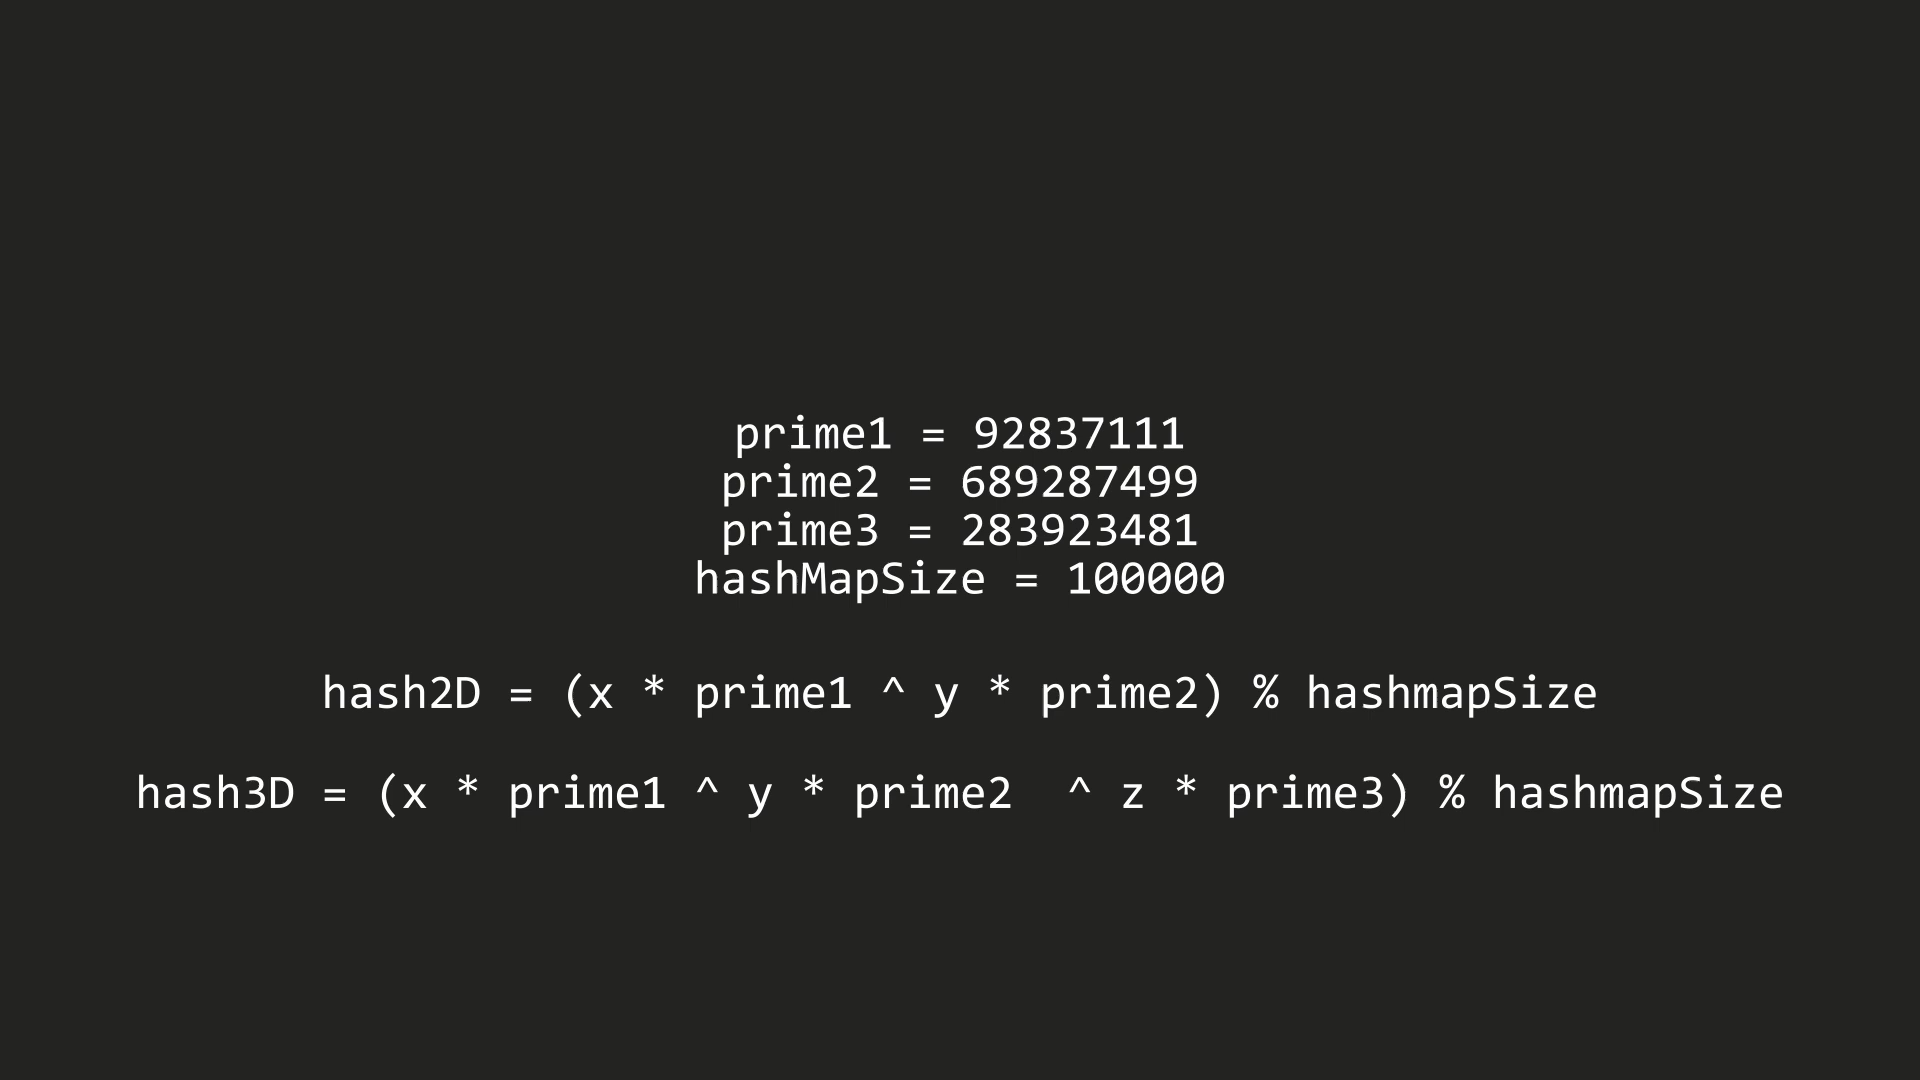 prime1 = 92837111
prime2 = 689287499
prime3 = 283923481
hashMapSize = 100000
hash2D = (x * prime1 ^ y * prime2) % hashmapSize
hash3D = (x * prime1 ^ y * prime2  ^ z * prime3) % hashmapSize